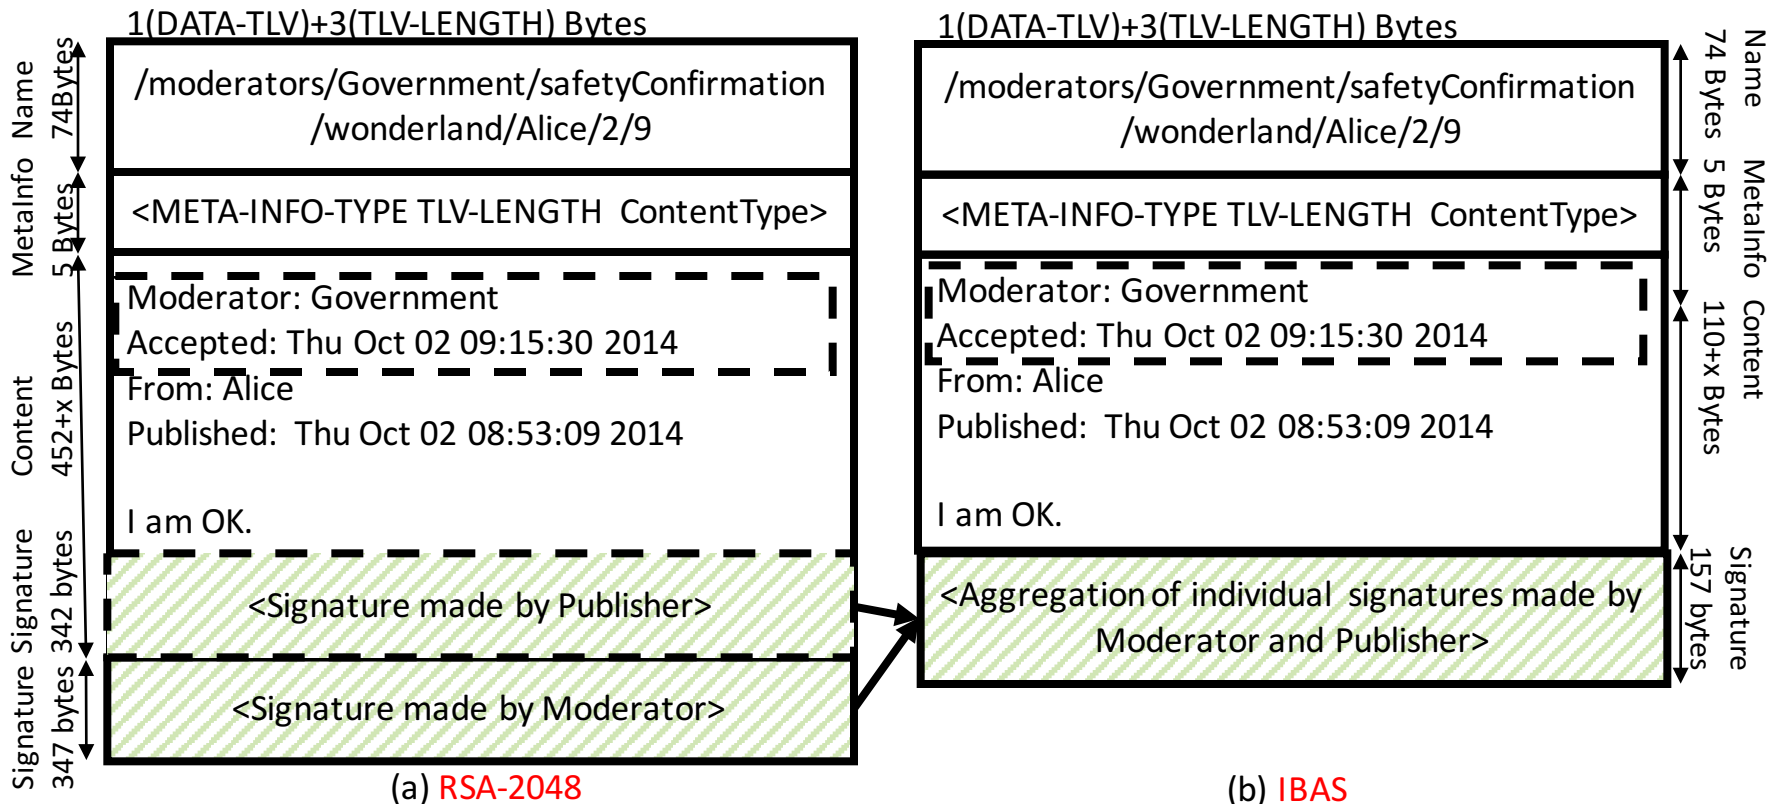 1(DATA-TLV)+3(TLV-LENGTH) Bytes
Name
74Bytes
/moderators/Government/safetyConfirmation
/wonderland/Alice/2/9
MetaInfo
5 Bytes
<META-INFO-TYPE TLV-LENGTH ContentType>
Content
452+x Bytes
Moderator: Government
Accepted: Thu Oct 02 09:15:30 2014
From: Alice
Published: Thu Oct 02 08:53:09 2014
I am OK.
Signature
342 bytes
<Signature made by Publisher>
Signature
347 bytes
<Signature made by Moderator>
(a) RSA-2048
1(DATA-TLV)+3(TLV-LENGTH) Bytes
/moderators/Government/safetyConfirmation
/wonderland/Alice/2/9
Name
74 Bytes
<META-INFO-TYPE TLV-LENGTH ContentType>
MetaInfo
5 Bytes
Moderator: Government
Accepted: Thu Oct 02 09:15:30 2014
From: Alice
Published: Thu Oct 02 08:53:09 2014
I am OK.
Content
110+x Bytes
<Aggregation of individual signatures made by
Moderator and Publisher>
Signature
157 bytes
(b) IBAS